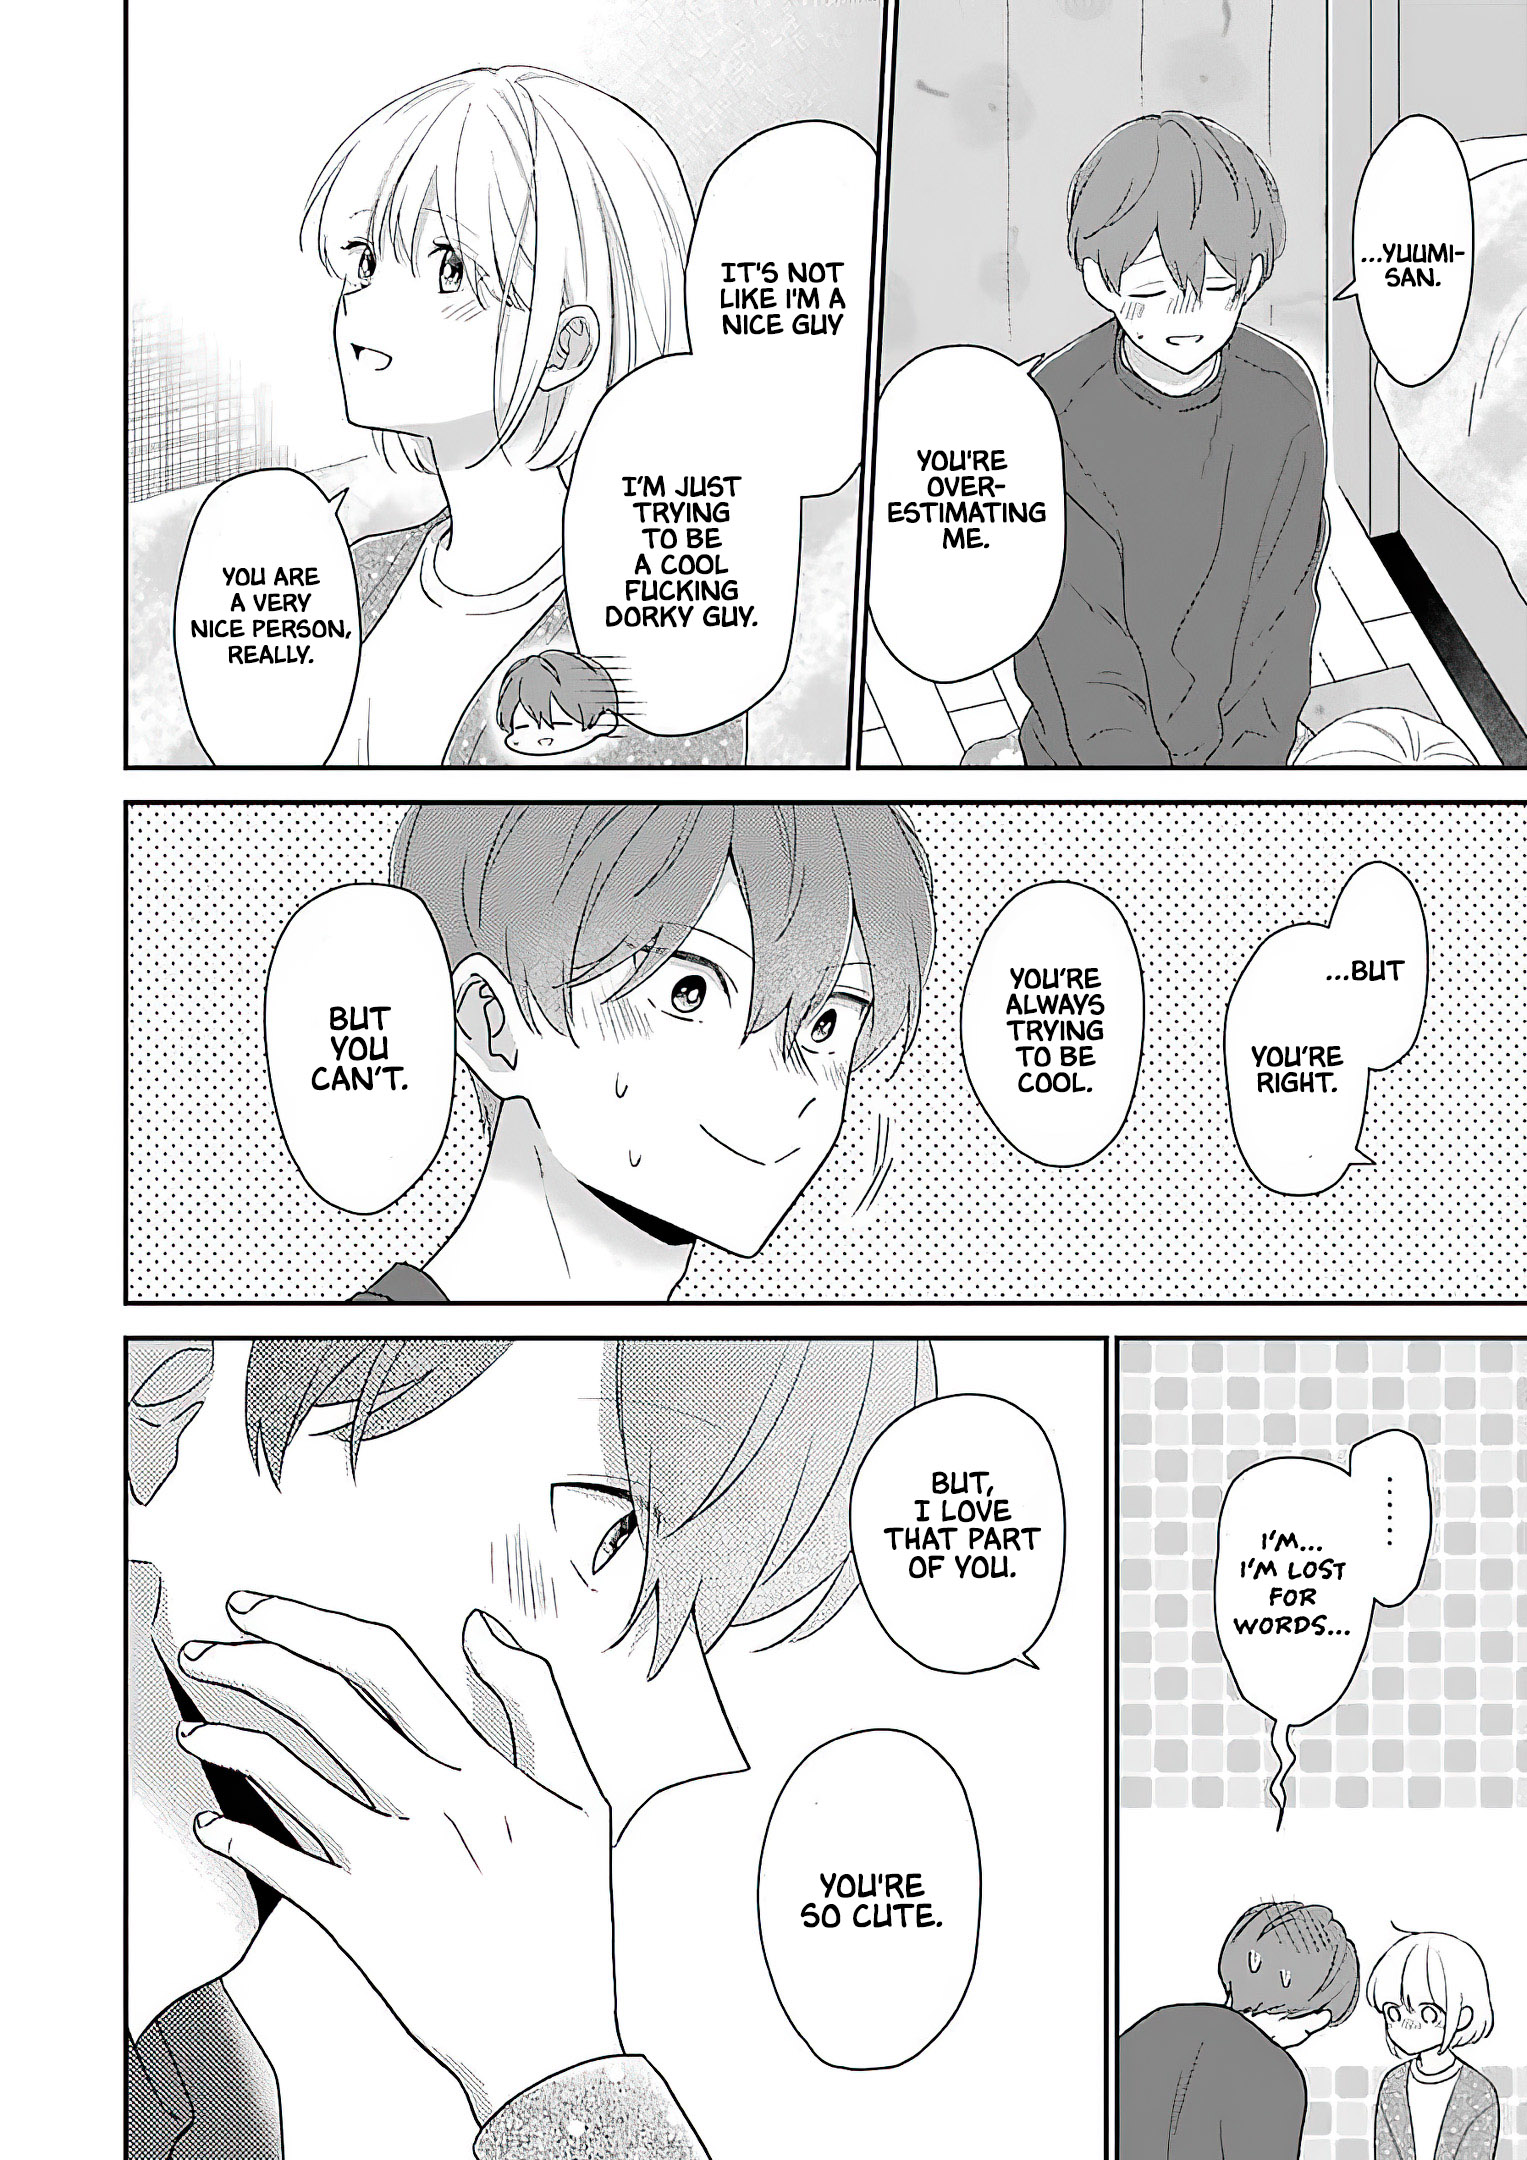 ...YUUMI-
SAN.
YOU'RE
OVER-
ESTIMATING
ME.
IT'S NOT
LIKE I'M A
NICE GUY
I'M JUST
TRYING
TO BE
A COOL
FUCKING
DORKY GUY.
YOU ARE
A VERY
NICE PERSON,
REALLY.
...BUT
YOU'RE
RIGHT.
YOU'RE
ALWAYS
TRYING
TO BE
COOL.
BUT
YOU
CAN'T.
......
I'M...
I'M LOST
FOR
WORDS...
BUT,
I LOVE
THAT PART
OF YOU.
YOU'RE
SO CUTE.